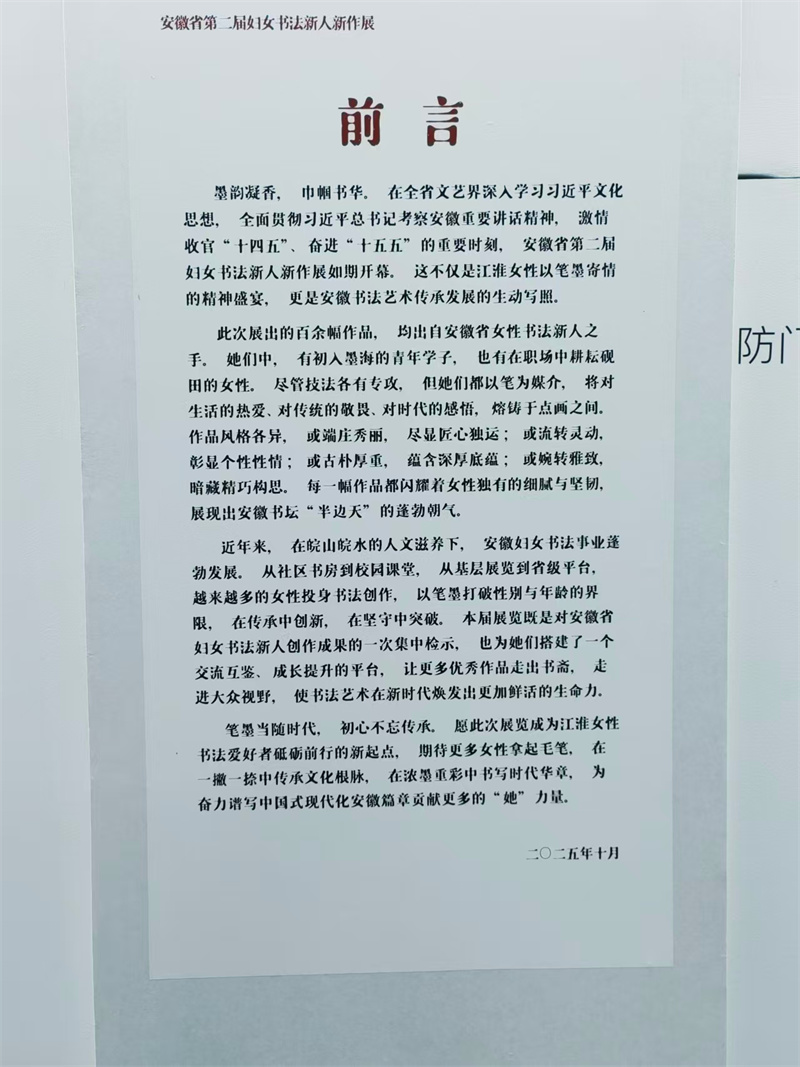 安徽省第二届妇女书法新人新作展
前言
墨韵凝香，巾帼书华。在全省文艺界深入学习习近平文化
思想，全面贯彻习近平总书记考察安徽重要讲话精神，激情
收官“十四五”、奋进“十五五”的重要时刻，安徽省第二届
妇女书法新人新作展如期开幕。这不仅是江淮女性以笔墨寄情
的精神盛宴，更是安徽书法艺术传承发展的生动写照。
此次展出的百余幅作品，均出自安徽省女性书法新人之
手。她们中，有初入墨海的青年学子，也有在职场中耕耘砚
田的女性。尽管技法各有专攻，但她们都以笔为媒介，将对
生活的热爱、对传统的敬畏、对时代的感悟，熔铸于点画之间。
作品风格各异，或端庄秀丽，尽显匠心独运；或流转灵动，
彰显个性性情；或古朴厚重，蕴含深厚底蕴；或婉转雅致，
暗藏精巧构思。每一幅作品都闪耀着女性独有的细腻与坚韧，
展现出安徽书坛“半边天”的蓬勃朝气。
近年来，在皖山皖水的人文滋养下，安徽妇女书法事业蓬
勃发展。从社区书房到校园课堂，从基层展览到省级平台，
越来越多的女性投身书法创作，以笔墨打破性别与年龄的界
限，在传承中创新，在坚守中突破。本届展览既是对安徽省
妇女书法新人创作成果的一次集中检示，也为她们搭建了一个
交流互鉴、成长提升的平台，让更多优秀作品走出书斋，走
进大众视野，使书法艺术在新时代焕发出更加鲜活的生命力。
笔墨当随时代，初心不忘传承。愿此次展览成为江淮女性
书法爱好者砥砺前行的新起点，期待更多女性拿起毛笔，在
一撇一捺中传承文化根脉，在浓墨重彩中书写时代华章，为
奋力谱写中国式现代化安徽篇章贡献更多的“她”力量。
二〇二五年十月
防门